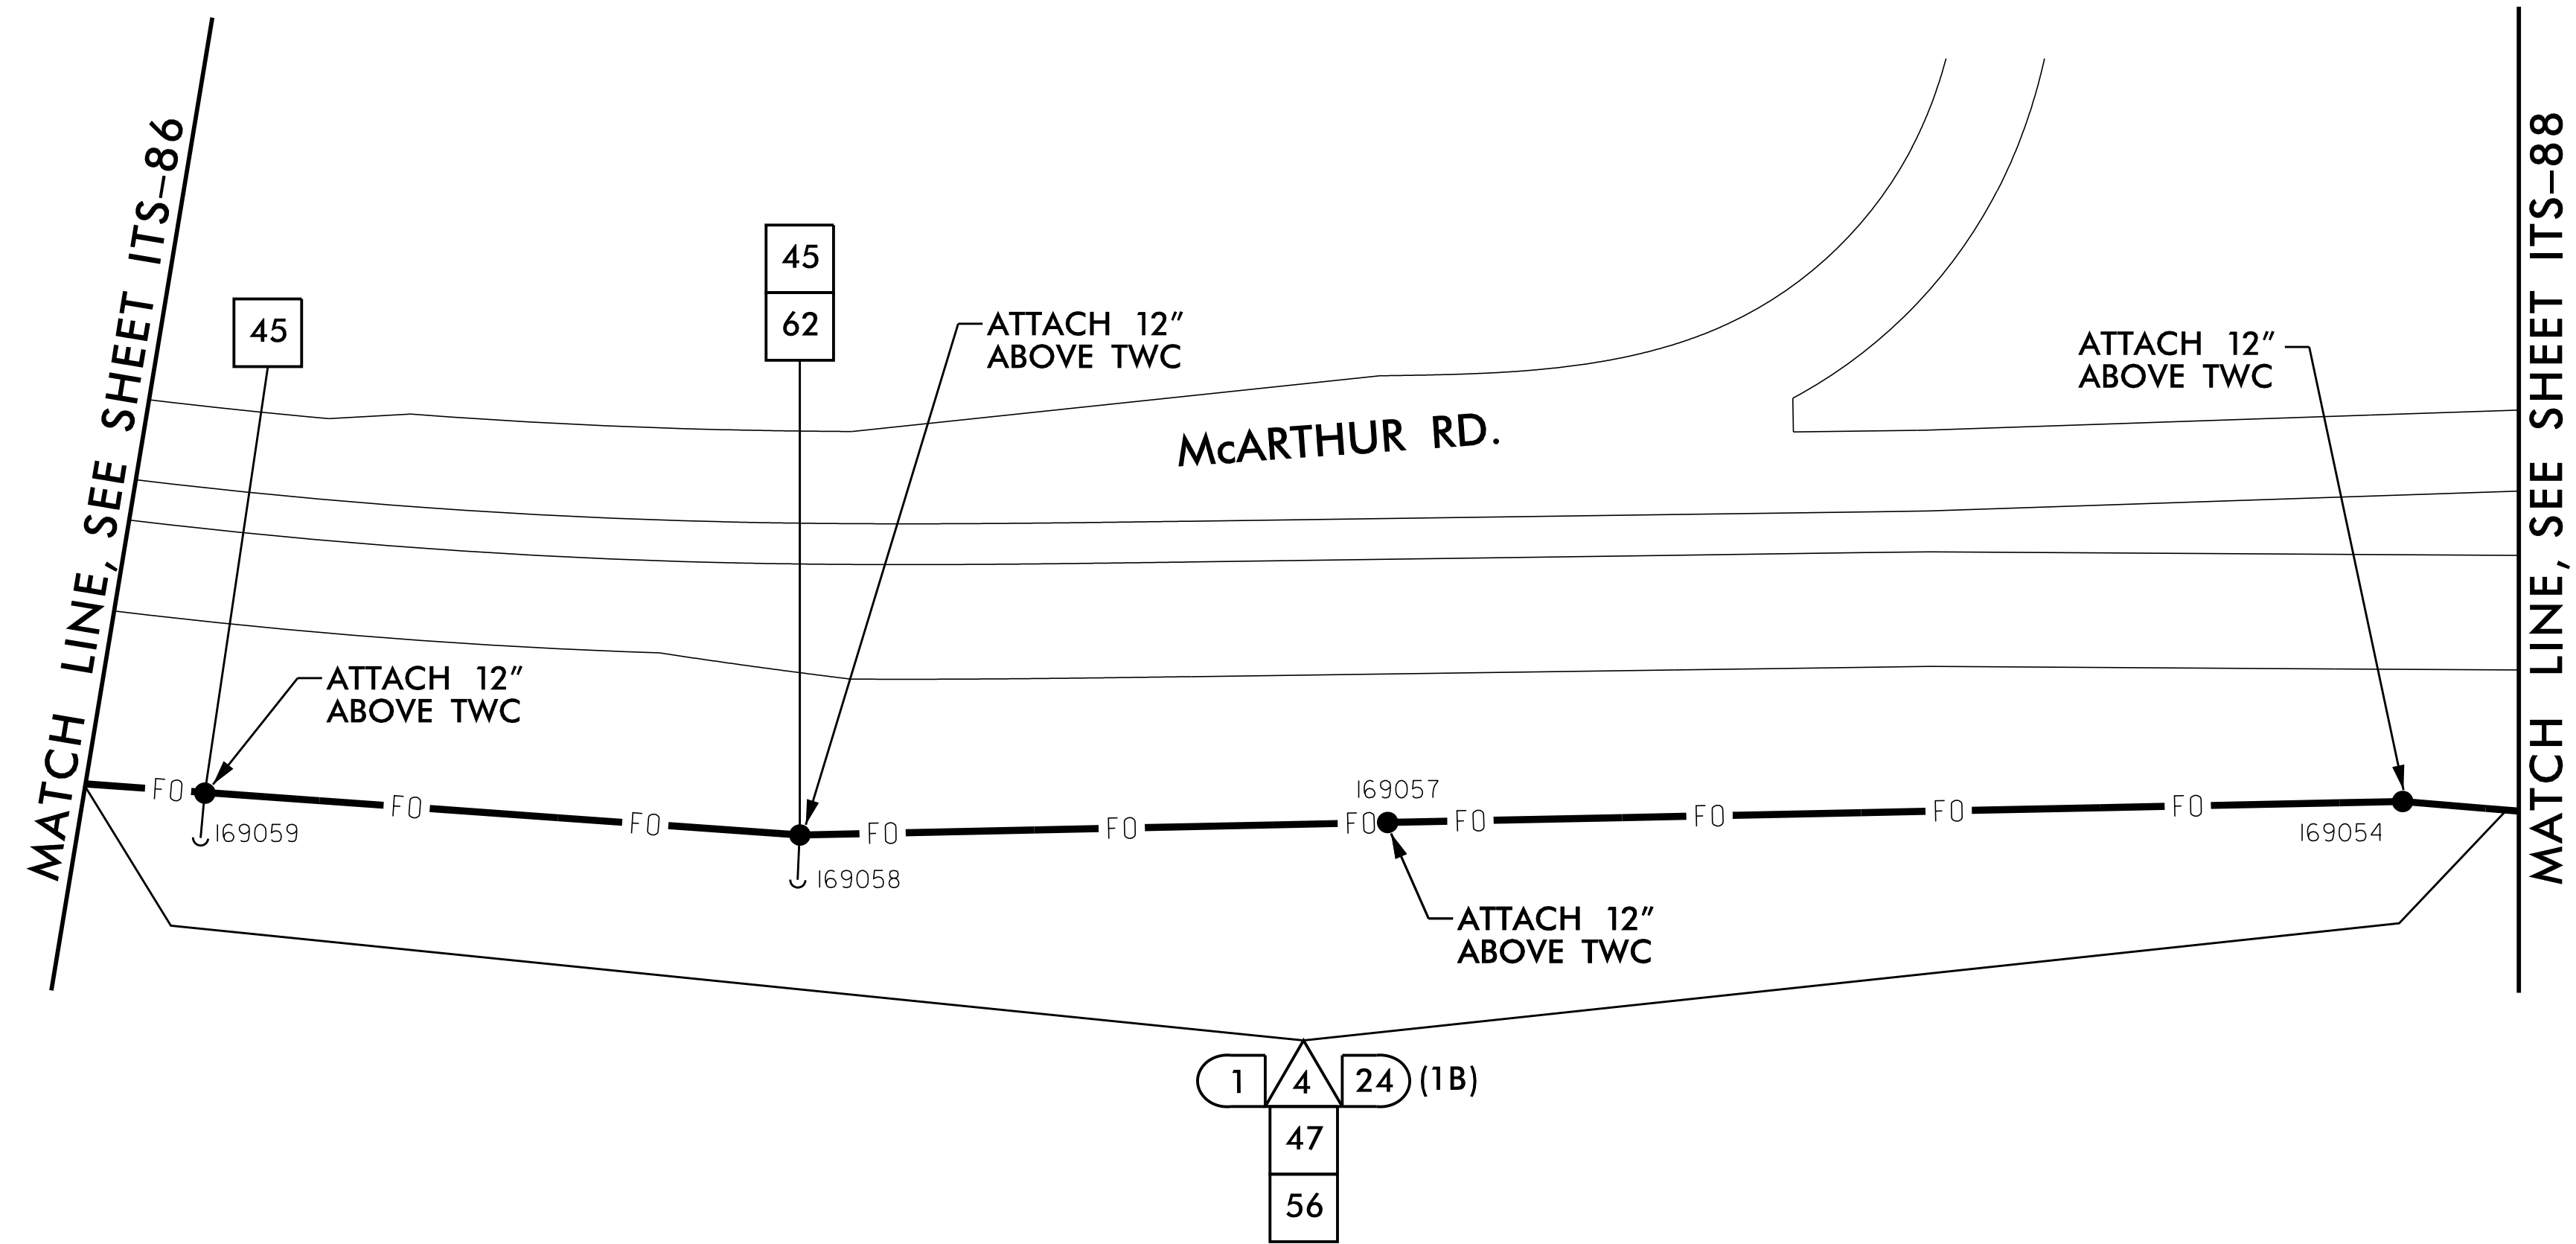 MATCH LINE, SEE SHEET ITS-86
MATCH LINE, SEE SHEET ITS-88
45
45
62
ATTACH 12"
ABOVE TWC
ATTACH 12"
ABOVE TWC
McARTHUR RD.
ATTACH 12"
ABOVE TWC
FO
FO
FO
FO
FO
FO
FO
FO
FO
FO
I69059
I69058
I69057
I69054
ATTACH 12"
ABOVE TWC
1 4 24 (1B)
47
56